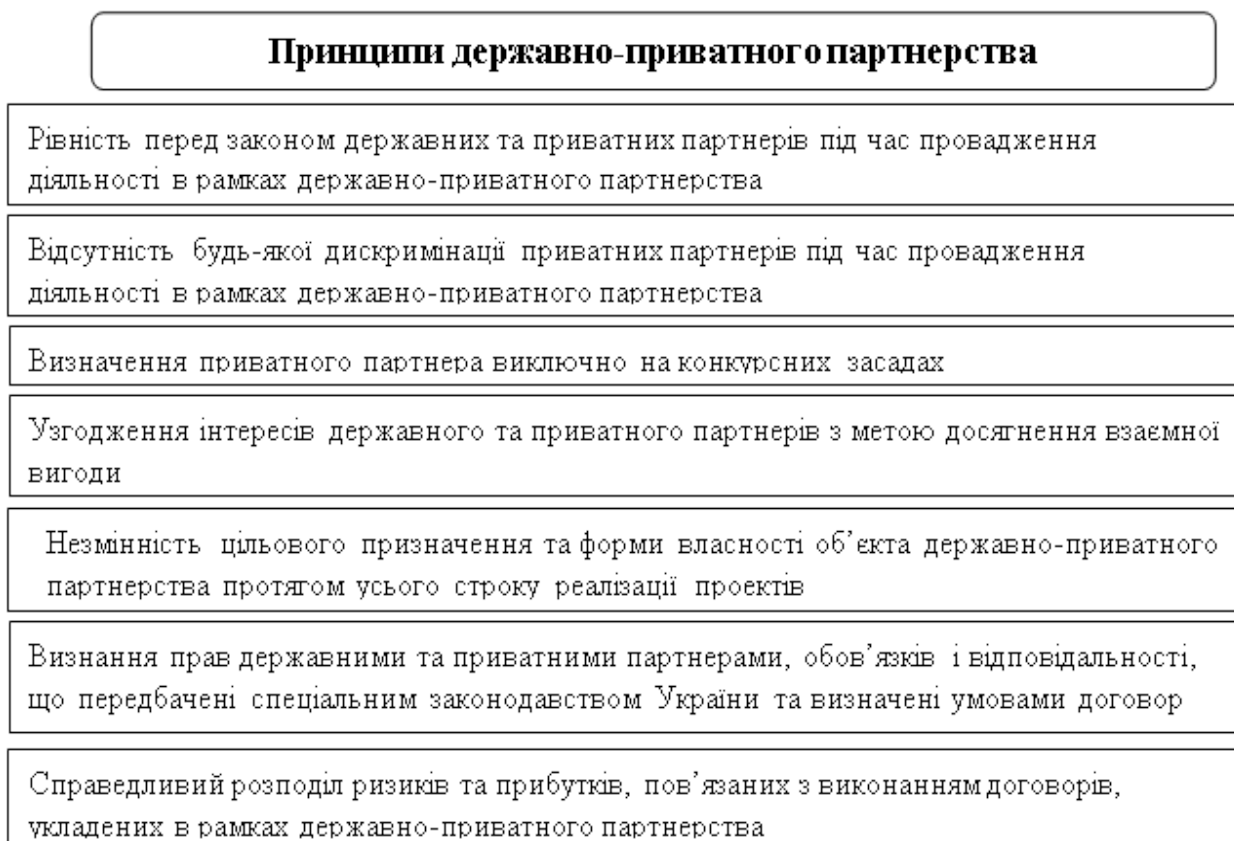 Принципи державно-приватного партнерства
Рівність перед законом державних та приватних партнерів під час провадження
діяльності в рамках державно-приватного партнерства
Відсутність будь-якої дискримінації приватних партнерів під час провадження
діяльності в рамках державно-приватного партнерства
Визначення приватного партнера виключно на конкурсних засадах
Узгодження інтересів державного та приватного партнерів з метою досягнення взаємної
вигоди
Незмінність цільового призначення та форми власності об’єкта державно-приватного
партнерства протягом усього строку реалізації проектів
Визнання прав державними та приватними партнерами, обов’язків і відповідальності,
що передбачені спеціальним законодавством України та визначені умовами договор
Справедливий розподіл ризиків та прибутків, пов’язаних з виконанням договорів,
укладених в рамках державно-приватного партнерства